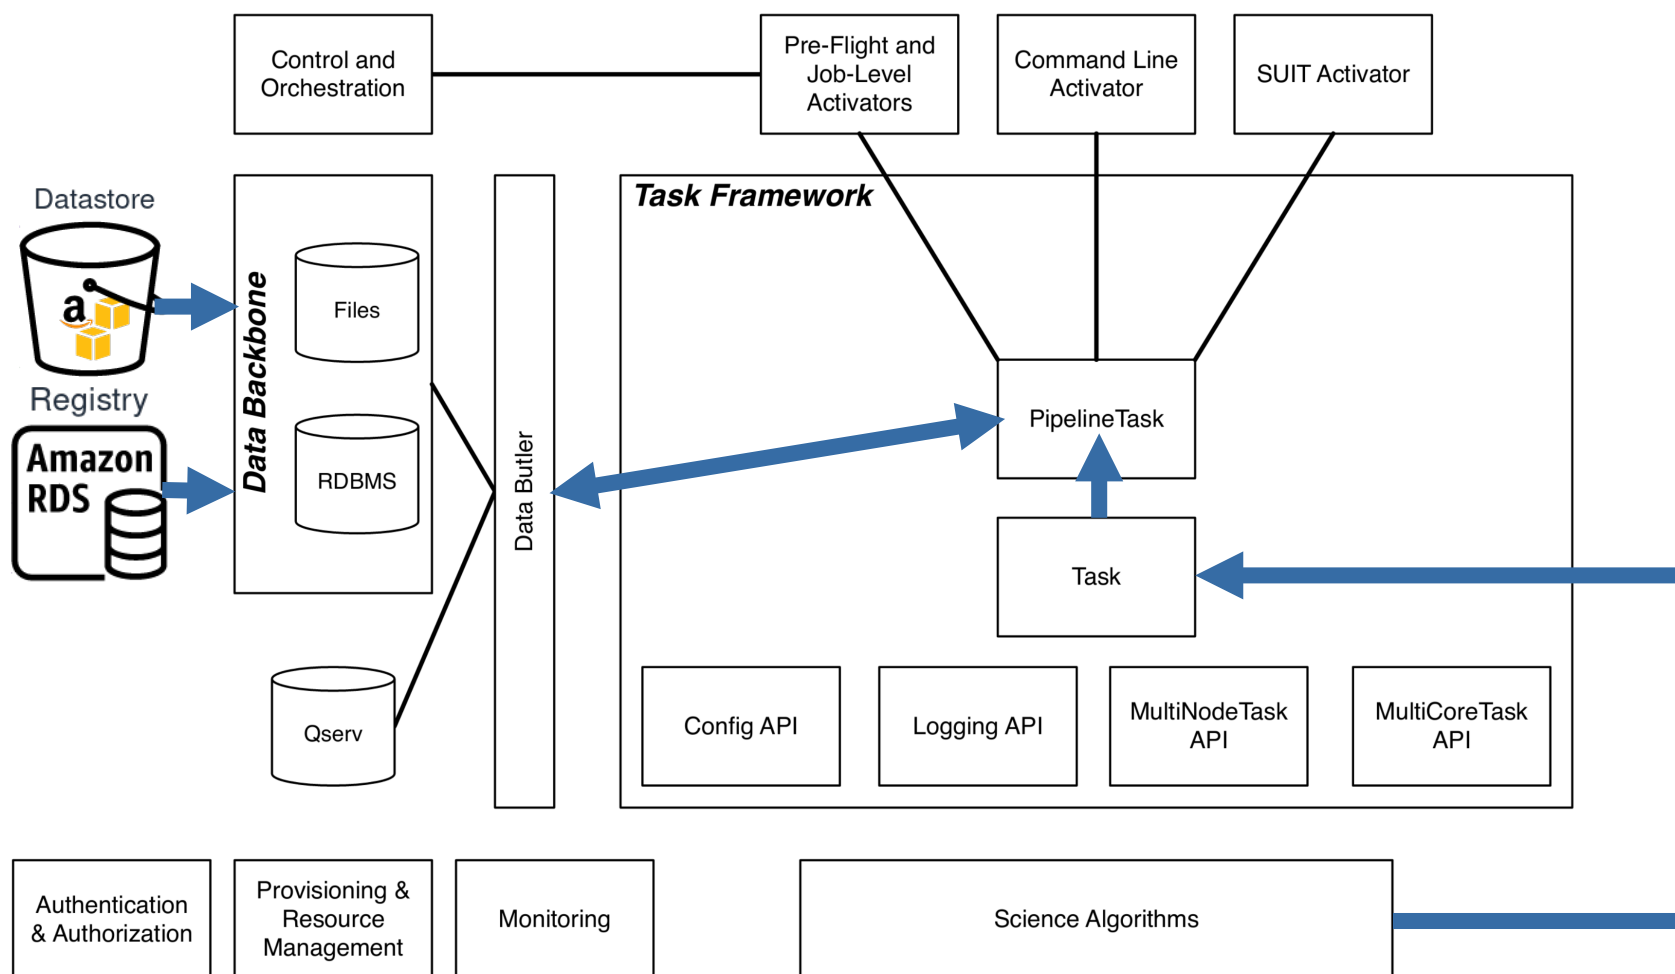 Control and
Orchestration
Pre-Flight and
Job-Level
Activators
Command Line
Activator
SUIT Activator
Datastore
a
Registry
Amazon
RDS
Data Backbone
Files
RDBMS
Qserv
Data Butler
Task Framework
PipelineTask
Task
Config API
Logging API
MultiNodeTask
API
MultiCoreTask
API
Authentication
& Authorization
Provisioning &
Resource
Management
Monitoring
Science Algorithms